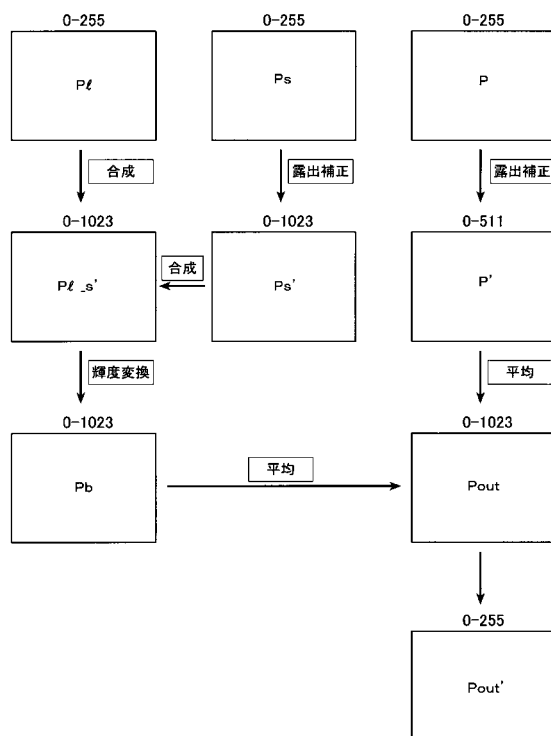 0-255 0-255 0-255
Pℓ Ps P
合成 露出補正 露出補正
0-1023 0-1023 0-511
合成
Pℓ _s' Ps' P'
輝度変換 平均
0-1023 0-1023
平均
Pb Pout
0-255
Pout'